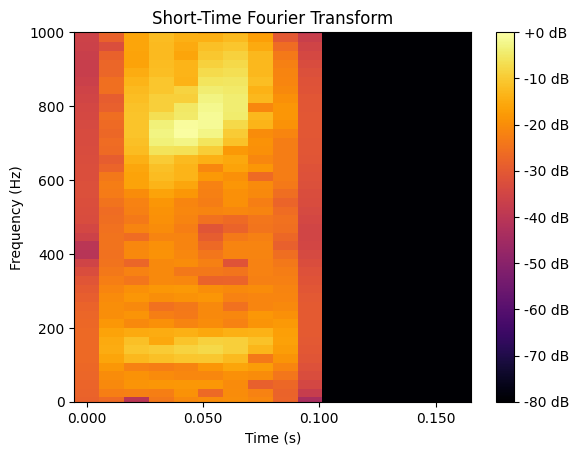 Short-Time Fourier Transform
1000
800
600
400
200
0
Frequency (Hz)
0.000
0.050
0.100
0.150
Time (s)
+0 dB
-10 dB
-20 dB
-30 dB
-40 dB
-50 dB
-60 dB
-70 dB
-80 dB